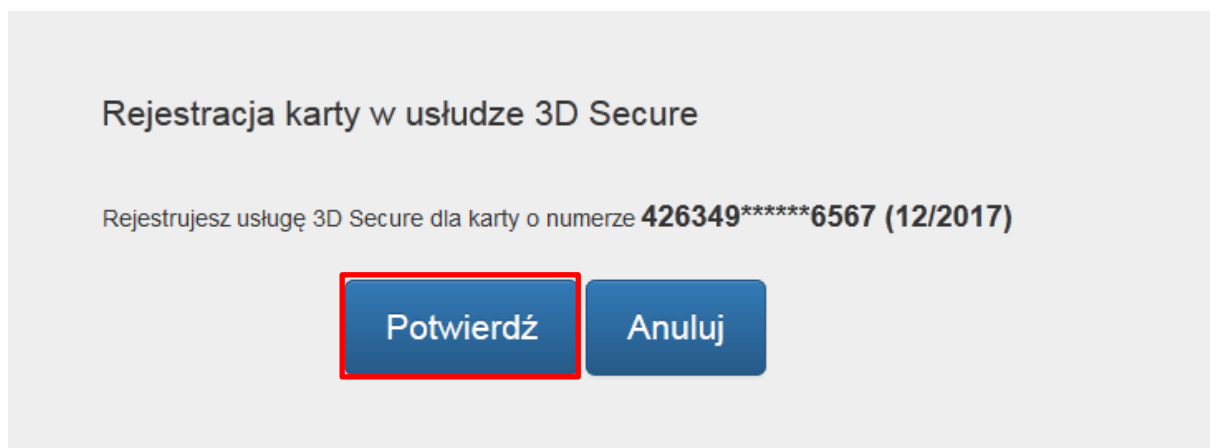 Rejestracja karty w usłudze 3D Secure
Rejestrujesz usługę 3D Secure dla karty o numerze 426349******6567 (12/2017)
Potwierdź Anuluj